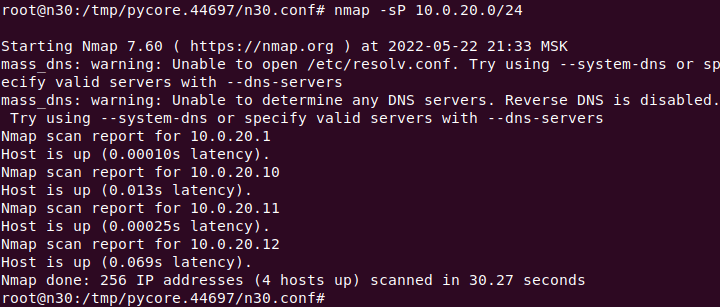 root@n30:/tmp/pycore.44697/n30.conf# nmap -sP 10.0.20.0/24
Starting Nmap 7.60 ( https://nmap.org ) at 2022-05-22 21:33 MSK
mass_dns: warning: Unable to open /etc/resolv.conf. Try using --system-dns or sp
ecify valid servers with --dns-servers
mass_dns: warning: Unable to determine any DNS servers. Reverse DNS is disabled.
 Try using --system-dns or specify valid servers with --dns-servers
Nmap scan report for 10.0.20.1
Host is up (0.00010s latency).
Nmap scan report for 10.0.20.10
Host is up (0.013s latency).
Nmap scan report for 10.0.20.11
Host is up (0.00025s latency).
Nmap scan report for 10.0.20.12
Host is up (0.069s latency).
Nmap done: 256 IP addresses (4 hosts up) scanned in 30.27 seconds
root@n30:/tmp/pycore.44697/n30.conf#